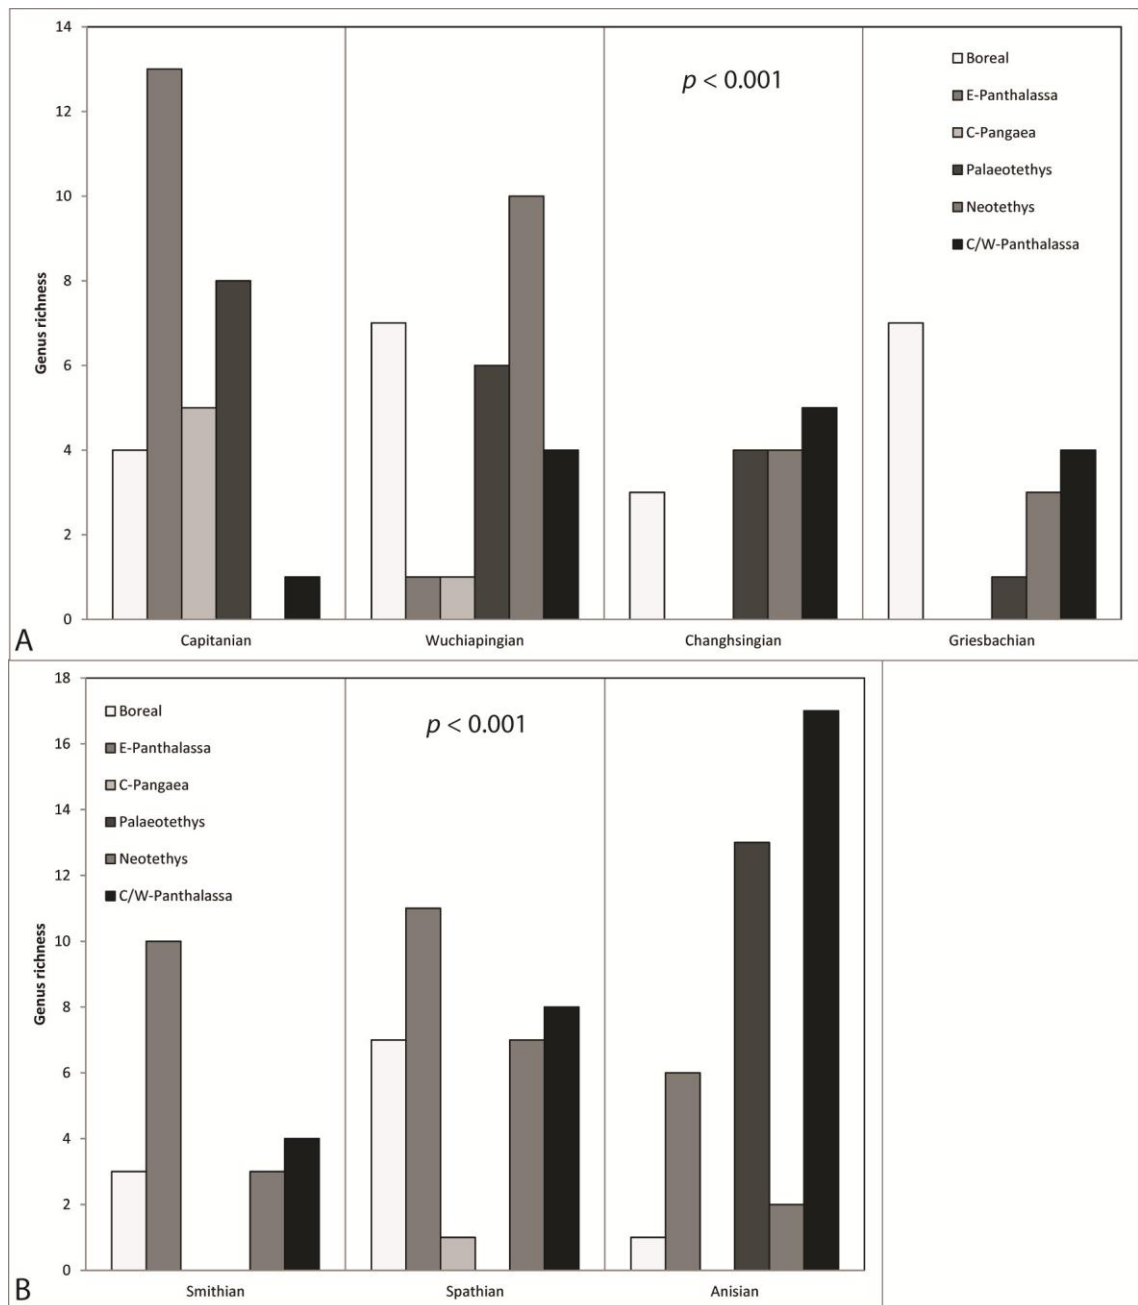 14
12
10
8
6
4
2
0
Genus richness
p < 0.001
Boreal
E-Panthalassa
C-Pangaea
Palaeotethys
Neotethys
C/W-Panthalassa
Capitanian
Wuchiapingian
Changhsingian
Griesbachian
A
18
16
14
12
10
8
6
4
2
0
Genus richness
Boreal
E-Panthalassa
C-Pangaea
Palaeotethys
Neotethys
C/W-Panthalassa
p < 0.001
Smithian
Spathian
Anisian
B